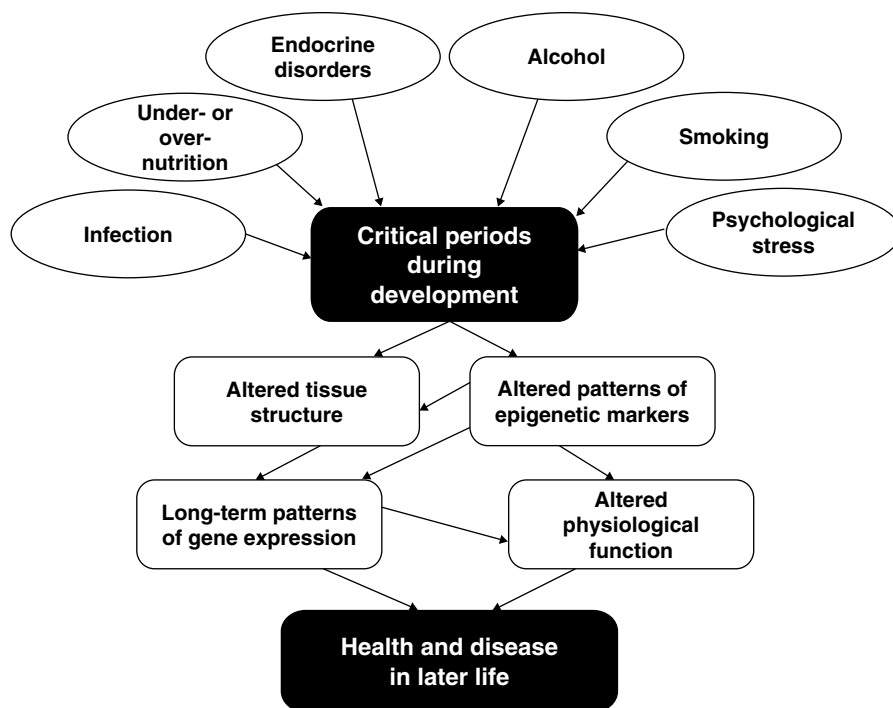 Endocrine
disorders
Alcohol
Under- or
over-
nutrition
Smoking
Infection
Psychological
stress
Critical periods
during
development
Altered tissue
structure
Altered patterns of
epigenetic markers
Long-term patterns
of gene expression
Altered
physiological
function
Health and disease
in later life